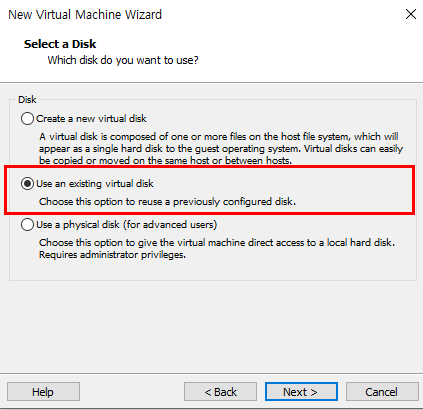 New Virtual Machine Wizard
Select a Disk
Which disk do you want to use?
Disk
Create a new virtual disk
A virtual disk is composed of one or more files on the host file system, which will
appear as a single hard disk to the guest operating system. Virtual disks can easily
be copied or moved on the same host or between hosts.
Use an existing virtual disk
Choose this option to reuse a previously configured disk.
Use a physical disk (for advanced users)
Choose this option to give the virtual machine direct access to a local hard disk.
Requires administrator privileges.
Help
< Back
Next >
Cancel